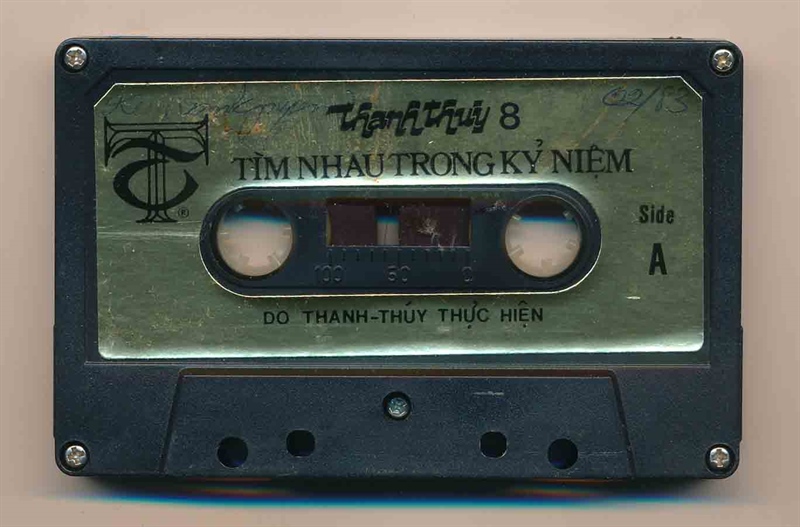 02/83
Thanh Thúy 8
TC
®
TÌM NHAU TRONG KỶ NIỆM
Side
A
100 50 0
DO THANH-THÚY THỰC HIỆN